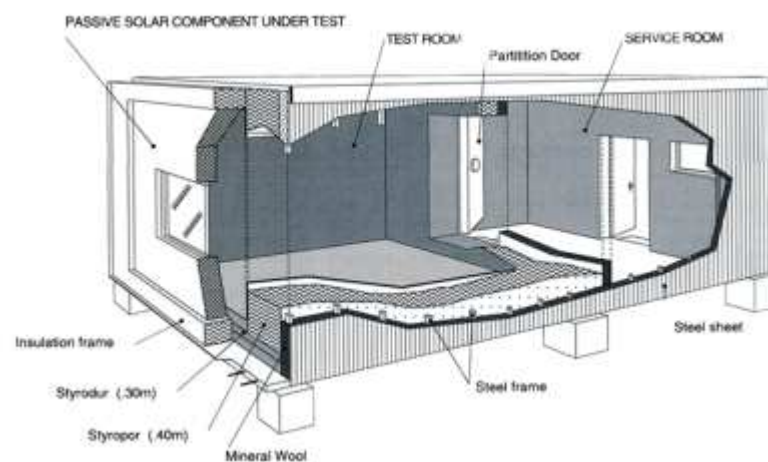 PASSIVE SOLAR COMPONENT UNDER TEST
TEST ROOM
Partitition Door
SERVICE ROOM
Insulation frame
Steel sheet
Styrodur (.30m)
Steel frame
Styropor (.40m)
Mineral Wool